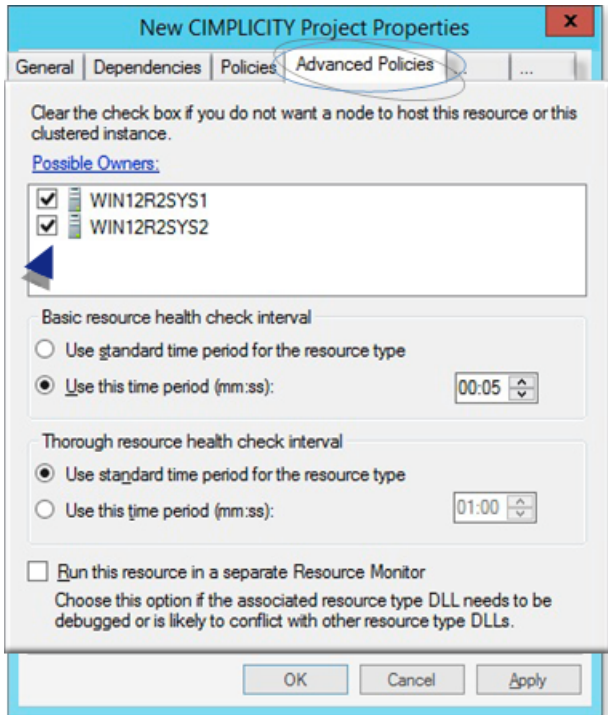 New CIMPLICITY Project Properties
x
General Dependencies Policies Advanced Policies ... ...
Clear the check box if you do not want a node to host this resource or this
clustered instance.
Possible Owners:
WIN12R2SYS1
WIN12R2SYS2
Basic resource health check interval
Use standard time period for the resource type
Use this time period (mm:ss): 00:05
Thorough resource health check interval
Use standard time period for the resource type
Use this time period (mm:ss): 01:00
Run this resource in a separate Resource Monitor
Choose this option if the associated resource type DLL needs to be
debugged or is likely to conflict with other resource type DLLs.
OK Cancel Apply